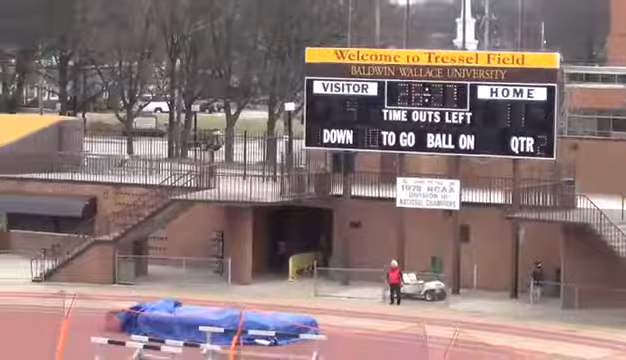 Welcome to Tressel Field
BALDWIN WALLACE UNIVERSITY
VISITOR
HOME
TIME OUTS LEFT
DOWN TO GO BALL ON QTR
1978 NCAA
DIVISION III
NATIONAL CHAMPIONS